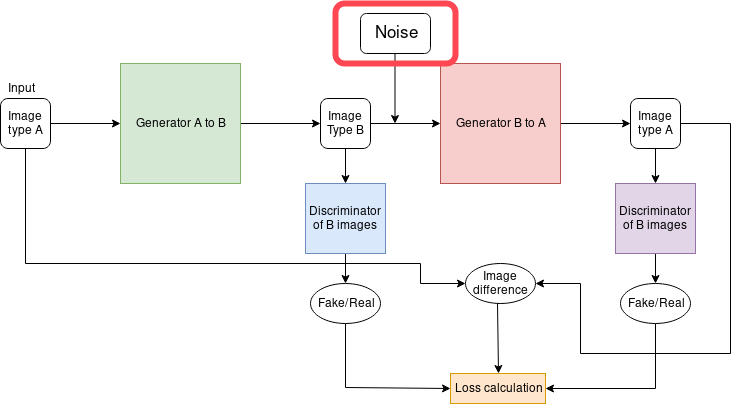 Noise
Input
Image
type A
Generator A to B
Image
Type B
Generator B to A
Image
type A
Discriminator
of B images
Discriminator
of B images
Image
difference
Fake/Real
Fake/Real
Loss calculation